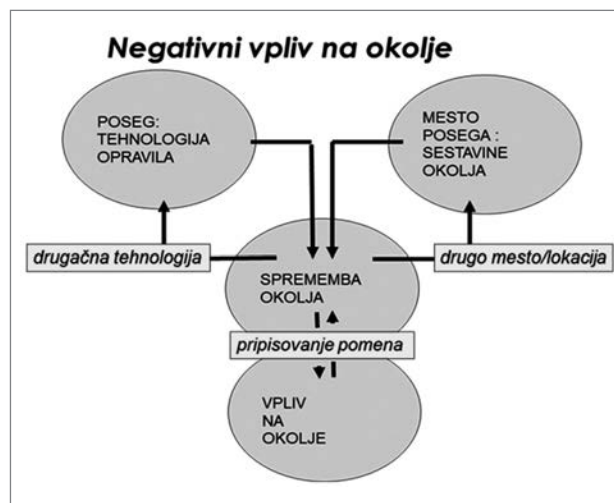 Negativni vpliv na okolje
POSEG:
TEHNOLOGIJA
OPRAVILA
MESTO
POSEGA :
SESTAVINE
OKOLJA
drugačna tehnologija
drugo mesto/lokacija
SPREMEMBA
OKOLJA
pripisovanje pomena
VPLIV
NA
OKOLJE